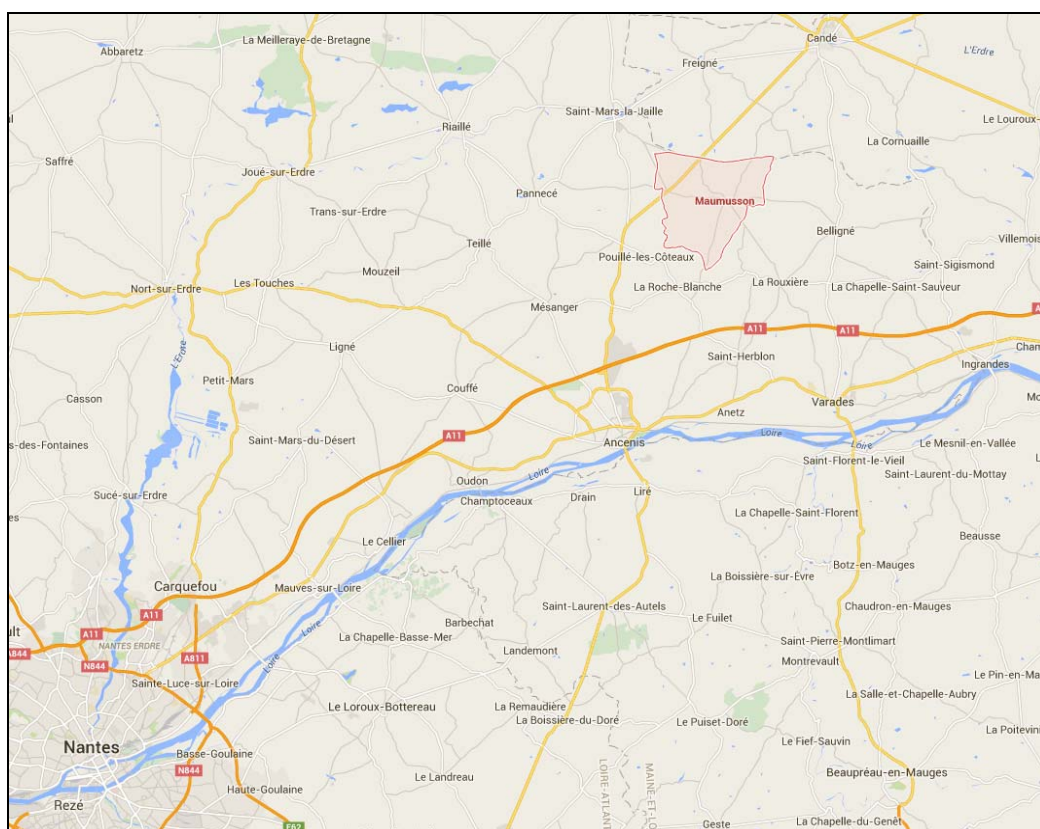 La Meilleraye-de-Bretagne
Abbaretz
Candé
L'Erdre
Freigné
Saint-Mars-la-Jaille
Le Louroux-
Riaillé
La Cornuaille
Saffré
Joué-sur-Erdre
Pannecé
Maumusson
Trans-sur-Erdre
Belligné
Teillé
Villemois
Pouillé-les-Côteaux
Saint-Sigismond
Mouzeil
Nort-sur-Erdre
Les Touches
La Roche-Blanche
La Rouxière
La Chapelle-Saint-Sauveur
Mésanger
A11
A11
Ligné
L'Erdre
Saint-Herblon
Cham
Ingrandes
Petit-Mars
Couffé
Casson
Varades
Anetz
s-des-Fontaines
Saint-Mars-du-Désert
A11
Ancenis
Loire
Loire
Le Mesnil-en-Vallée
Saint-Florent-le-Vieil
Saint-Laurent-du-Mottay
Loire
Oudon
Sucé-sur-Erdre
Champtoceaux
Drain
Liré
La Chapelle-Saint-Florent
Beausse
Le Cellier
Botz-en-Mauges
La Boissière-sur-Èvre
Carquefou
Mauves-sur-Loire
Saint-Laurent-des-Autels
Chaudron-en-Mauges
A11
Le Fuilet
Barbechat
Loire
A11
La Chapelle-Basse-Mer
Saint-Pierre-Montlimart
NANTES ERDRE
Landemont
A844
A811
Montrevault
N844
Loire
Le Pin-en-Ma
Sainte-Luce-sur-Loire
La Salle-et-Chapelle-Aubry
Le Loroux-Bottereau
La Remaudière
La Boissière-du-Doré
Le Puiset-Doré
La Poitevini
Le Fief-Sauvin
Nantes
Basse-Goulaine
N844
Le Landreau
Beaupréau-en-Mauges
Haute-Goulaine
LOIRE-ATLANT
MAINE-ET-LO
Rezé
Geste
La Chapelle-du-Genêt
E62